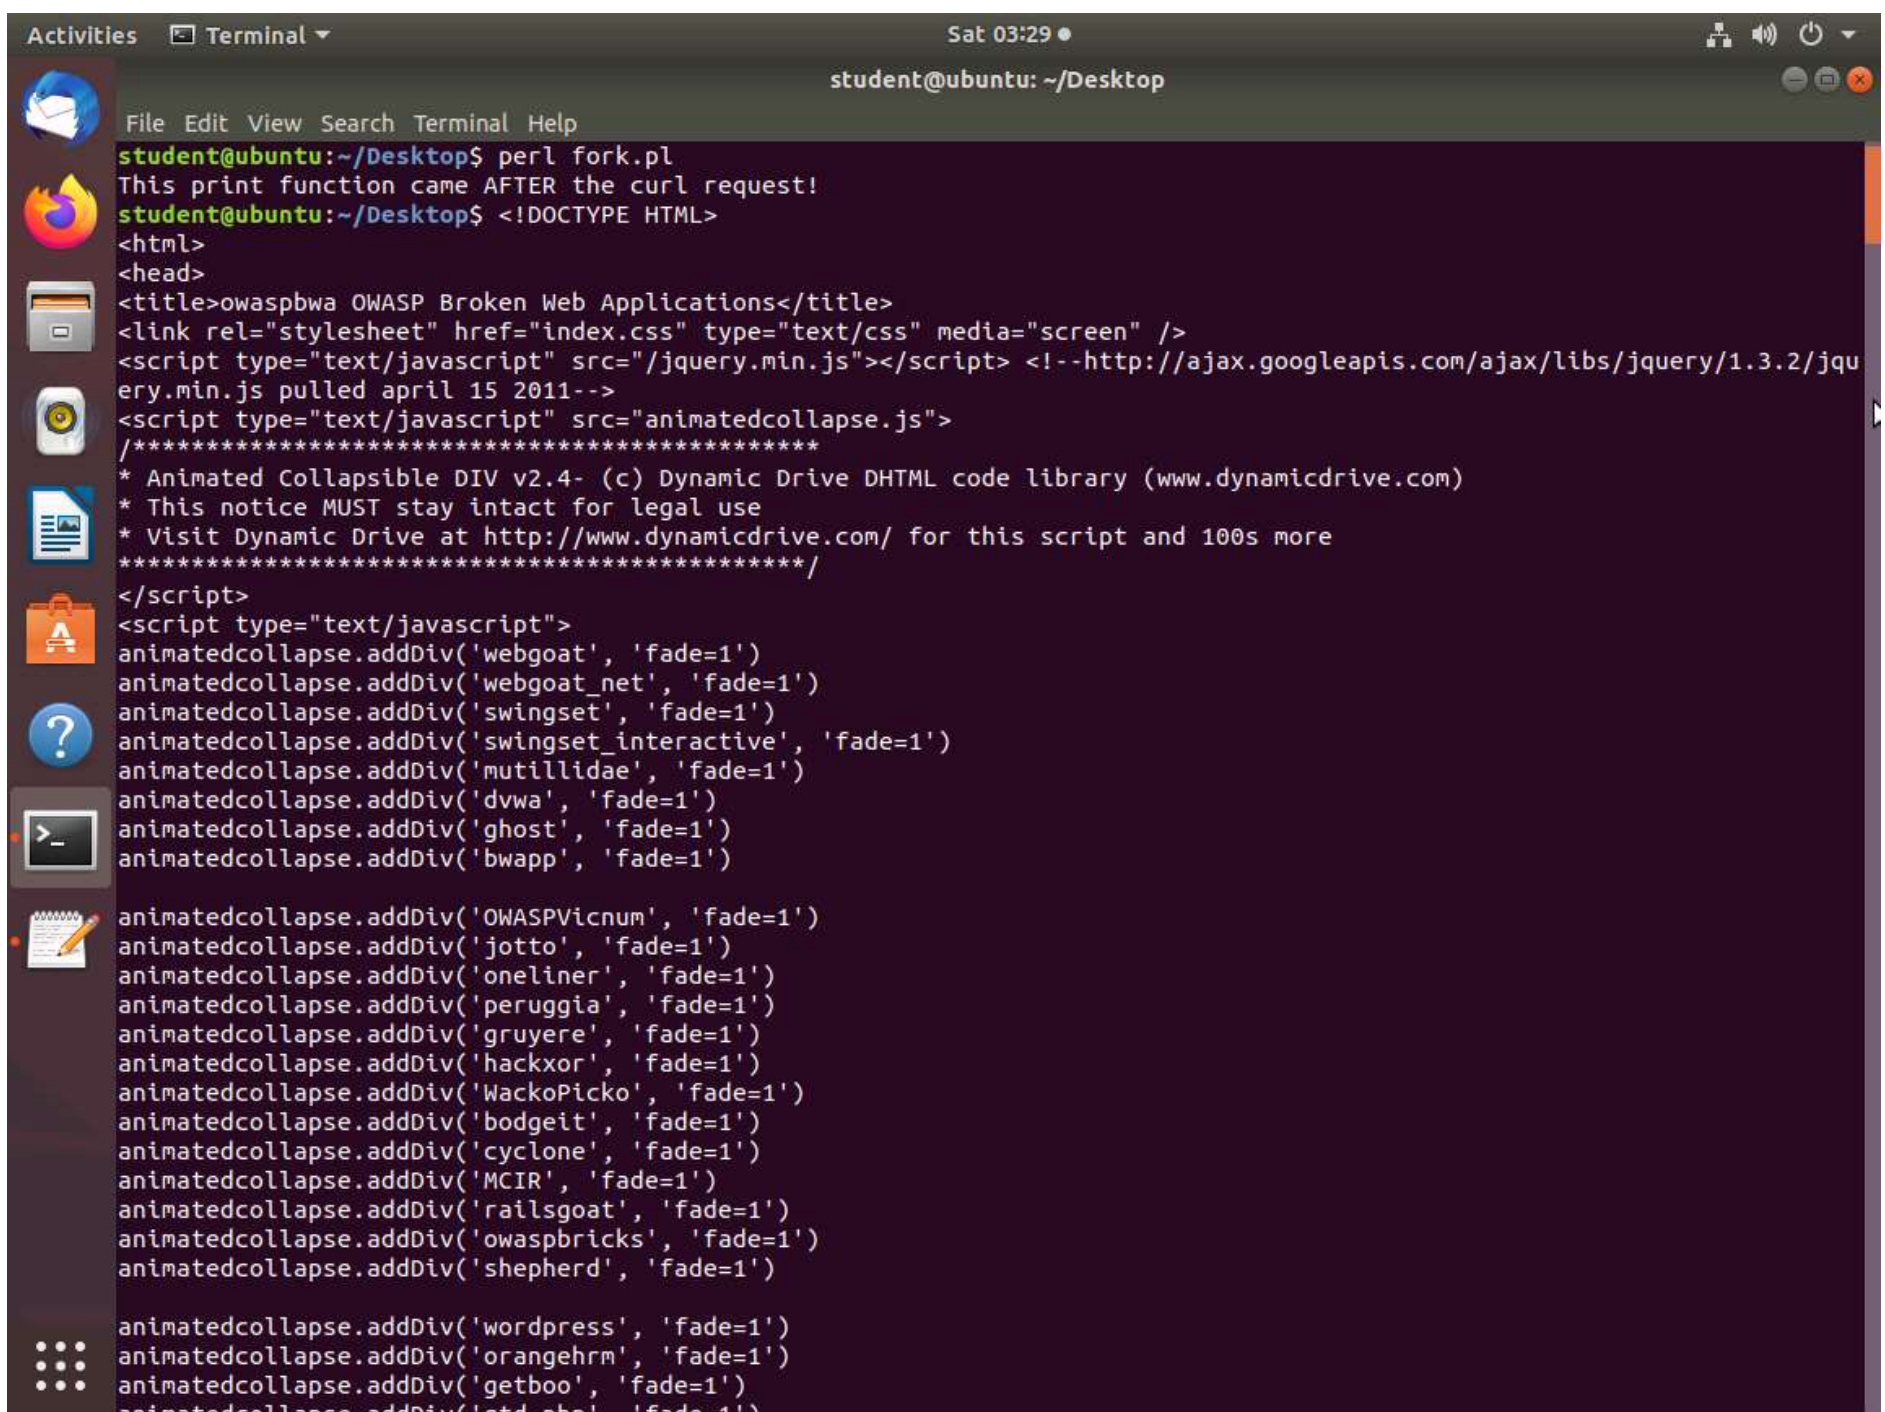 Activities Terminal Sat 03:29
student@ubuntu: ~/Desktop
File Edit View Search Terminal Help
student@ubuntu:~/Desktop$ perl fork.pl
This print function came AFTER the curl request!
student@ubuntu:~/Desktop$ <!DOCTYPE HTML>
<html>
<head>
<title>owaspbwa OWASP Broken Web Applications</title>
<link rel="stylesheet" href="index.css" type="text/css" media="screen" />
<script type="text/javascript" src="/jquery.min.js"></script> <!--http://ajax.googleapis.com/ajax/libs/jquery/1.3.2/jqu
ery.min.js pulled april 15 2011-->
<script type="text/javascript" src="animatedcollapse.js">
/***********************************************
* Animated Collapsible DIV v2.4- (c) Dynamic Drive DHTML code library (www.dynamicdrive.com)
* This notice MUST stay intact for legal use
* Visit Dynamic Drive at http://www.dynamicdrive.com/ for this script and 100s more
***********************************************/
</script>
<script type="text/javascript">
animatedcollapse.addDiv('webgoat', 'fade=1')
animatedcollapse.addDiv('webgoat_net', 'fade=1')
animatedcollapse.addDiv('swingset', 'fade=1')
animatedcollapse.addDiv('swingset_interactive', 'fade=1')
animatedcollapse.addDiv('mutillidae', 'fade=1')
animatedcollapse.addDiv('dvwa', 'fade=1')
animatedcollapse.addDiv('ghost', 'fade=1')
animatedcollapse.addDiv('bwapp', 'fade=1')
animatedcollapse.addDiv('OWASPVicnum', 'fade=1')
animatedcollapse.addDiv('jotto', 'fade=1')
animatedcollapse.addDiv('oneliner', 'fade=1')
animatedcollapse.addDiv('peruggia', 'fade=1')
animatedcollapse.addDiv('gruyere', 'fade=1')
animatedcollapse.addDiv('hackxor', 'fade=1')
animatedcollapse.addDiv('WackoPicko', 'fade=1')
animatedcollapse.addDiv('bodgeit', 'fade=1')
animatedcollapse.addDiv('cyclone', 'fade=1')
animatedcollapse.addDiv('MCIR', 'fade=1')
animatedcollapse.addDiv('railsgoat', 'fade=1')
animatedcollapse.addDiv('owaspbricks', 'fade=1')
animatedcollapse.addDiv('shepherd', 'fade=1')
animatedcollapse.addDiv('wordpress', 'fade=1')
animatedcollapse.addDiv('orangehrm', 'fade=1')
animatedcollapse.addDiv('getboo', 'fade=1')